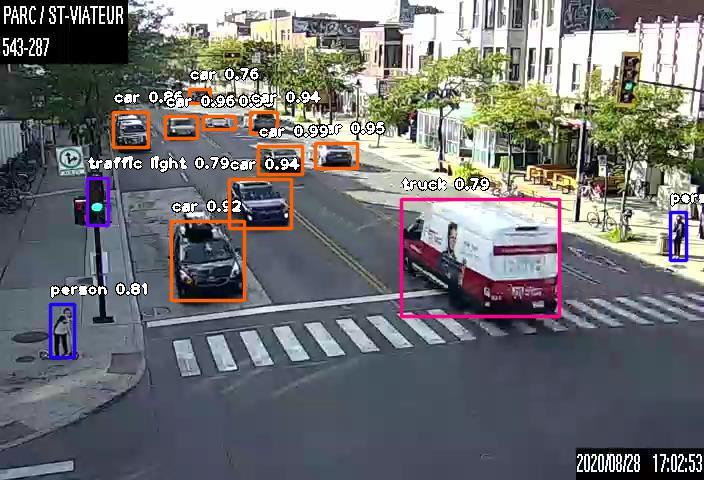 PARC / ST-VIATEUR
543-287
car 0.76
car 0.86
car 0.96
car 0.94
car 0.99
car 0.95
traffic light 0.79
car 0.94
truck 0.79
car 0.92
pers
person 0.81
2020/08/28 17:02:53